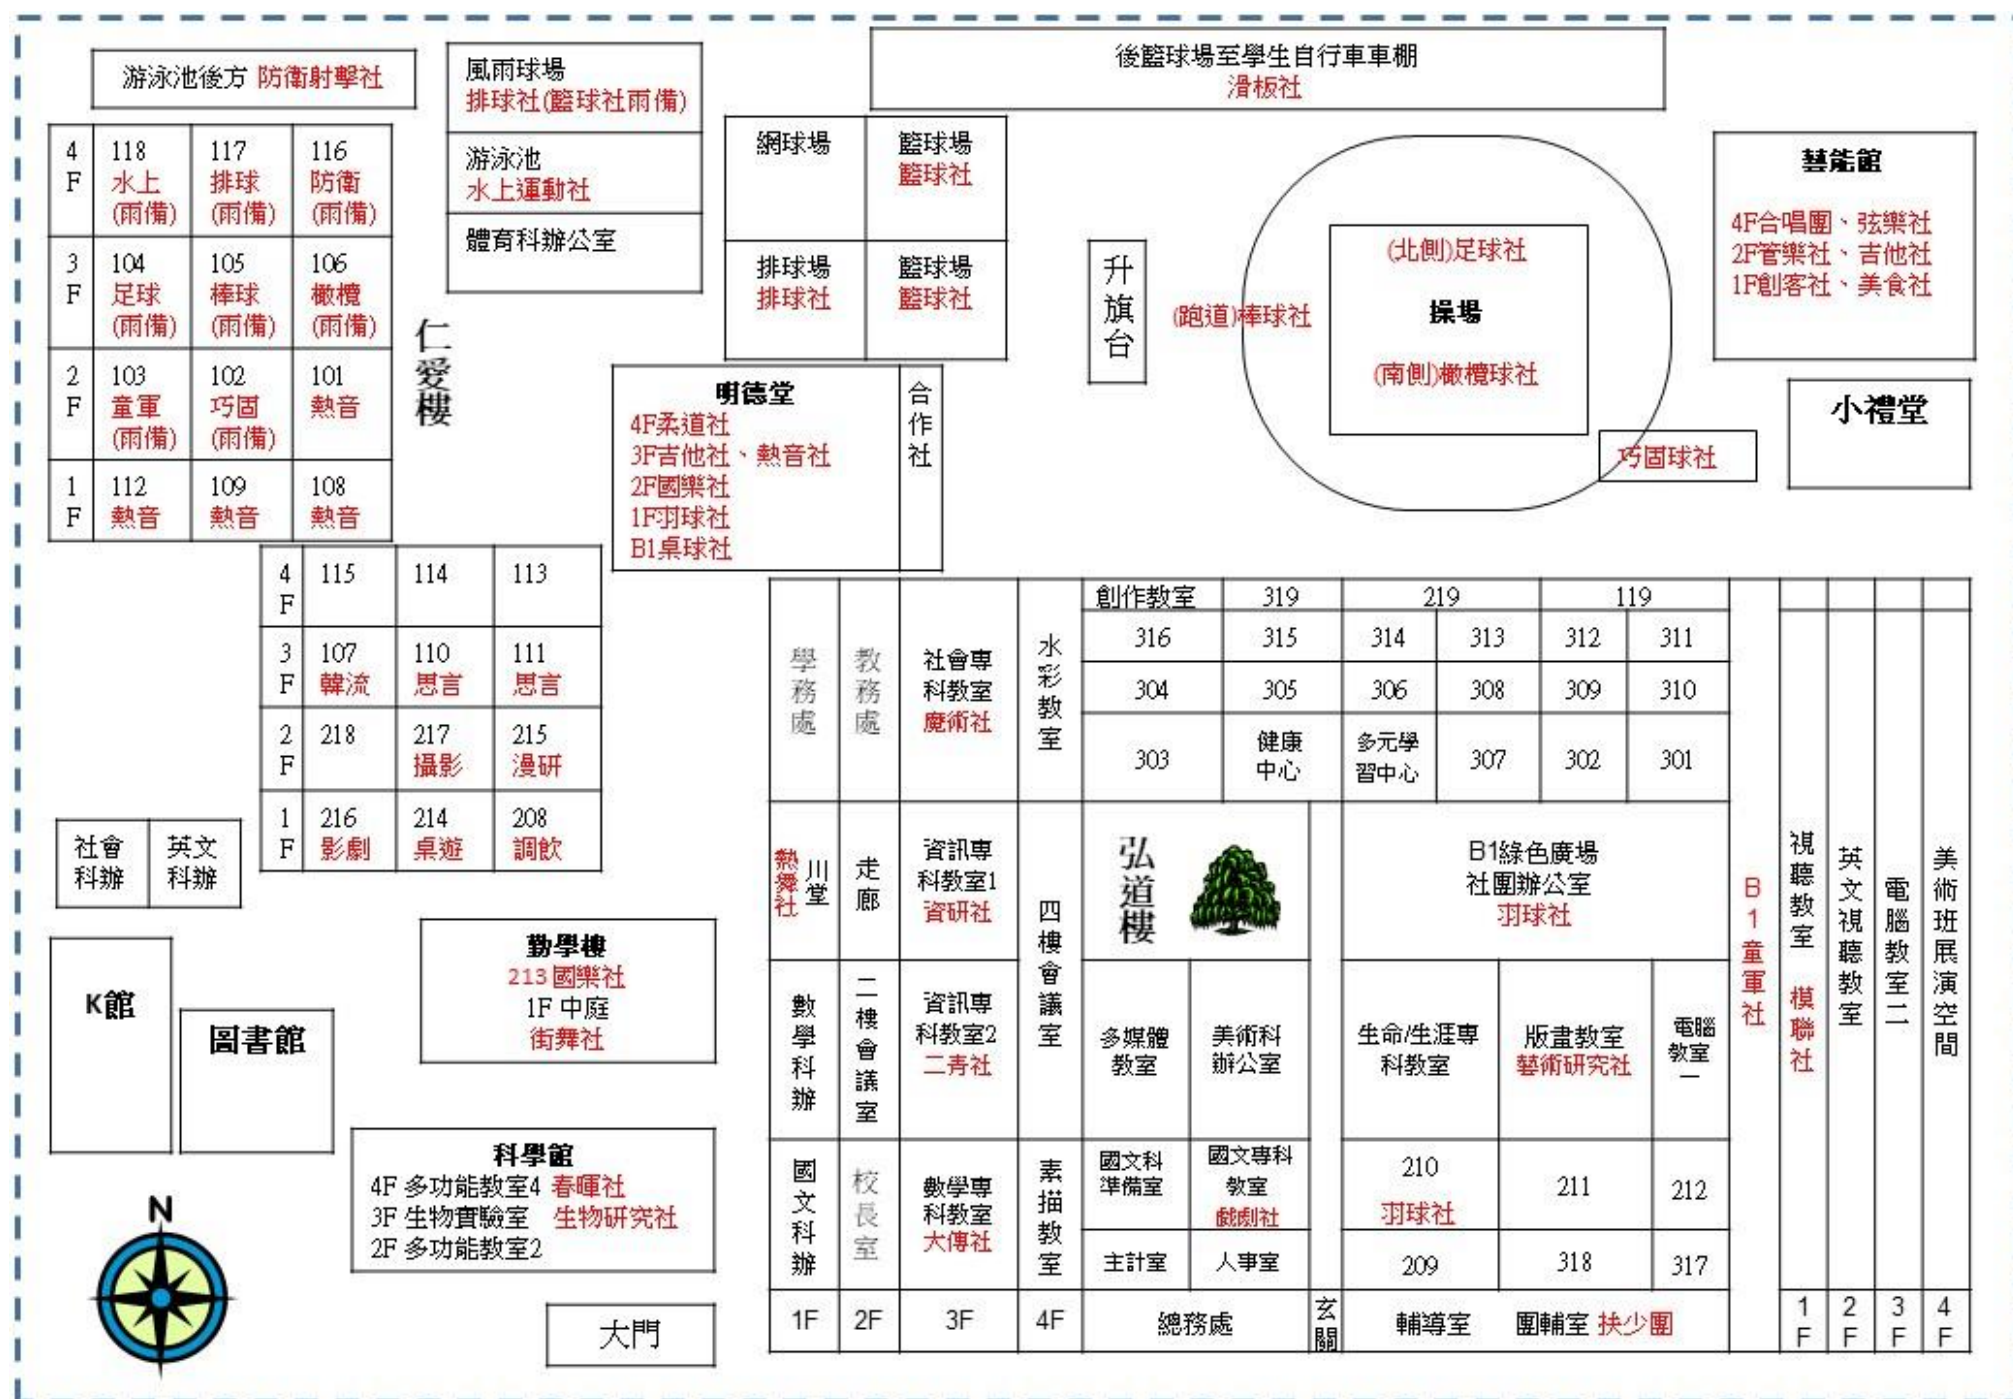 游泳池後方 防衛射擊社
風雨球場
排球社(籃球社雨備)
游泳池
水上運動社
體育科辦公室
後籃球場至學生自行車車棚
滑板社
4F
118
水上
(雨備)
117
排球
(雨備)
116
防衛
(雨備)
3F
104
足球
(雨備)
105
棒球
(雨備)
106
橄欖
(雨備)
2F
103
童軍
(雨備)
102
巧固
(雨備)
101
熱音
1F
112
熱音
109
熱音
108
熱音
仁愛樓
網球場
籃球場
籃球社
排球場
排球社
籃球場
籃球社
升旗台
(跑道)棒球社
(北側)足球社
操場
(南側)橄欖球社
巧固球社
藝能館
4F合唱團、弦樂社
2F管樂社、吉他社
1F創客社、美食社
小禮堂
明德堂
4F柔道社
3F吉他社、熱音社
2F國樂社
1F羽球社
B1桌球社
合作社
4F
115
114
113
3F
107
韓流
110
思言
111
思言
2F
218
217
攝影
215
漫研
1F
216
影劇
214
桌遊
208
調飲
社會
科辦
英文
科辦
K館
圖書館
勤學樓
213 國樂社
1F 中庭
街舞社
科學館
4F 多功能教室4 春暉社
3F 生物實驗室 生物研究社
2F 多功能教室2
N
大門
學務處
教務處
社會專
科教室
魔術社
水彩教室
創作教室
319
219
119
316
315
314
313
312
311
304
305
306
308
309
310
303
健康
中心
多元學
習中心
307
302
301
熱舞社
川堂
走廊
資訊專
科教室1
資研社
四樓會議室
弘道樓
B1綠色廣場
社團辦公室
羽球社
數學科辦
二樓會議室
資訊專
科教室2
二青社
多媒體
教室
美術科
辦公室
生命/生涯專
科教室
版畫教室
藝術研究社
電腦
教室
一
國文科辦
校長室
數學專
科教室
大傳社
素描教室
國文科
準備室
國文專科
教室
戲劇社
210
羽球社
211
212
主計室
人事室
209
318
317
1F
2F
3F
4F
總務處
玄關
輔導室
團輔室 扶少團
B1童軍社
視聽教室 模聯社
英文視聽教室
電腦教室二
美術班展演空間
1F
2F
3F
4F